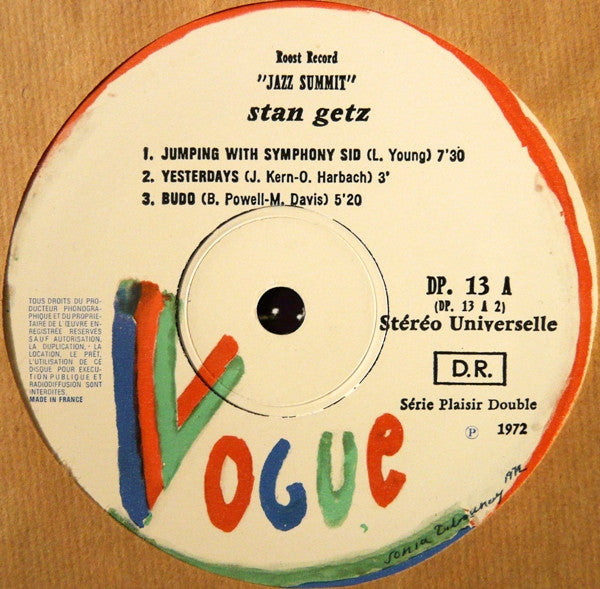 Roost Record
"JAZZ SUMMIT"
stan getz
1. JUMPING WITH SYMPHONY SID (L. Young) 7'30
2. YESTERDAYS (J. Kern-O. Harbach) 3'
3. BUDO (B. Powell-M. Davis) 5'20
TOUS DROITS DU PRO-
DUCTEUR PHONOGRA-
PHIQUE ET DU PROPRIE-
TAIRE DE L'ŒUVRE EN-
REGISTRÉE RESERVÉS
SAUF AUTORISATION,
LA DUPLICATION, LA
LOCATION, LE PRÊT,
L'UTILISATION DE CE
DISQUE POUR EXECU-
TION PUBLIQUE ET
RADIODIFFUSION SONT
INTERDITES.
MADE IN FRANCE
DP. 13 A
(DP. 13 A 2)
Stéréo Universelle
D.R.
Série Plaisir Double
℗ 1972
VOGUE
Sonia Delaunay